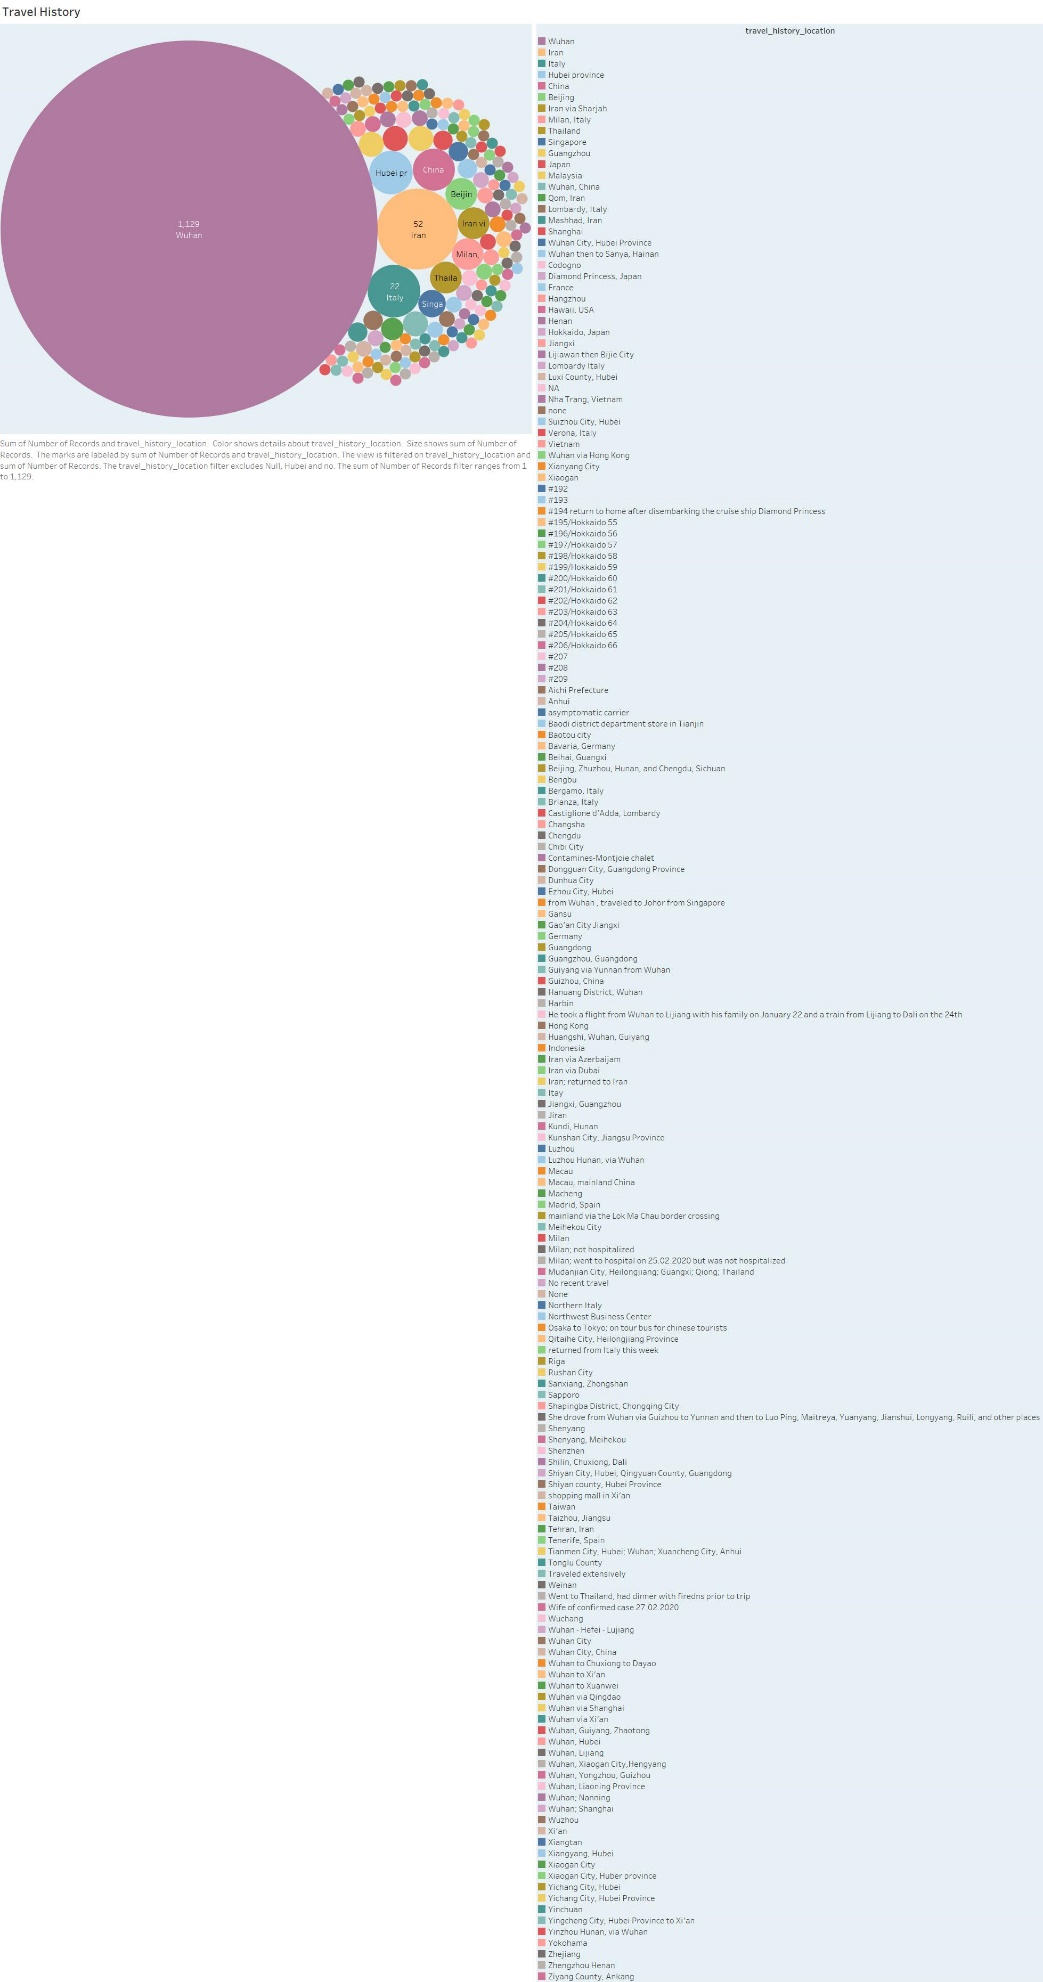 Travel History
1,129
Wuhan
Hubei pr
China
Beijin
52
Iran
Iran vi
Milan,
Thaila
22
Italy
Singa
Sum of Number of Records and travel_history_location. Color shows details about travel_history_location. Size shows sum of Number of
Records. The marks are labeled by sum of Number of Records and travel_history_location. The view is filtered on travel_history_location and
sum of Number of Records. The travel_history_location filter excludes Null, Hubei and no. The sum of Number of Records filter ranges from 1
to 1,129.
travel_history_location
Wuhan
Iran
Italy
Hubei province
China
Beijing
Iran via Sharjah
Milan, Italy
Thailand
Singapore
Guangzhou
Japan
Malaysia
Wuhan, China
Qom, Iran
Lombardy, Italy
Mashhad, Iran
Shanghai
Wuhan City, Hubei Province
Wuhan then to Sanya, Hainan
Codogno
Diamond Princess, Japan
France
Hangzhou
Hawaii, USA
Henan
Hokkaido, Japan
Jiangxi
Lijiawan then Bijie City
Lombardy Italy
Luxi County, Hubei
NA
Nha Trang, Vietnam
none
Suizhou City, Hubei
Verona, Italy
Vietnam
Wuhan via Hong Kong
Xianyang City
Xiaogan
#192
#193
#194 return to home after disembarking the cruise ship Diamond Princess
#195/Hokkaido 55
#196/Hokkaido 56
#197/Hokkaido 57
#198/Hokkaido 58
#199/Hokkaido 59
#200/Hokkaido 60
#201/Hokkaido 61
#202/Hokkaido 62
#203/Hokkaido 63
#204/Hokkaido 64
#205/Hokkaido 65
#206/Hokkaido 66
#207
#208
#209
Aichi Prefecture
Anhui
asymptomatic carrier
Baodi district department store in Tianjin
Baotou city
Bavaria, Germany
Beihai, Guangxi
Beijing, Zhuzhou, Hunan, and Chengdu, Sichuan
Bengbu
Bergamo, Italy
Brianza, Italy
Castiglione d'Adda, Lombardy
Changsha
Chengdu
Chibi City
Contamines-Montjoie chalet
Dongguan City, Guangdong Province
Dunhua City
Ezhou City, Hubei
from Wuhan , traveled to Johor from Singapore
Gansu
Gao'an City Jiangxi
Germany
Guangdong
Guangzhou, Guangdong
Guiyang via Yunnan from Wuhan
Guizhou, China
Hanuang District, Wuhan
Harbin
He took a flight from Wuhan to Lijiang with his family on January 22 and a train from Lijiang to Dali on the 24th
Hong Kong
Huangshi, Wuhan, Guiyang
Indonesia
Iran via Azerbaijam
Iran via Dubai
Iran; returned to Iran
Itay
Jiangxi, Guangzhou
Jiran
Kundi, Hunan
Kunshan City, Jiangsu Province
Luzhou
Luzhou Hunan, via Wuhan
Macau
Macau, mainland China
Macheng
Madrid, Spain
mainland via the Lok Ma Chau border crossing
Meihekou City
Milan
Milan; not hospitalized
Milan; went to hospital on 25.02.2020 but was not hospitalized
Mudanjian City, Heilongjiang; Guangxi; Qiong; Thailand
No recent travel
None
Northern Italy
Northwest Business Center
Osaka to Tokyo; on tour bus for chinese tourists
Qitaihe City, Heilongjiang Province
returned from Italy this week
Riga
Rushan City
Sanxiang, Zhongshan
Sapporo
Shapingba District, Chongqing City
She drove from Wuhan via Guizhou to Yunnan and then to Luo Ping, Maitreya, Yuanyang, Jianshui, Longyang, Ruili, and other places
Shenyang
Shenyang, Meihekou
Shenzhen
Shilin, Chuxiong, Dali
Shiyan City, Hubei; Qingyuan County, Guangdong
Shiyan county, Hubei Province
shopping mall in Xi'an
Taiwan
Taizhou, Jiangsu
Tehran, Iran
Tenerife, Spain
Tianmen City, Hubei; Wuhan; Xuancheng City, Anhui
Tonglu County
Traveled extensively
Weinan
Went to Thailand, had dinner with firedns prior to trip
Wife of confirmed case 27.02.2020
Wuchang
Wuhan - Hefei - Lujiang
Wuhan City
Wuhan City, China
Wuhan to Chuxiong to Dayao
Wuhan to Xi'an
Wuhan to Xuanwei
Wuhan via Qingdao
Wuhan via Shanghai
Wuhan via Xi'an
Wuhan, Guiyang, Zhaotong
Wuhan, Hubei
Wuhan, Lijiang
Wuhan, Xiaogan City,Hengyang
Wuhan, Yongzhou, Guizhou
Wuhan; Liaoning Province
Wuhan; Nanning
Wuhan; Shanghai
Wuzhou
Xi'an
Xiangtan
Xiangyang, Hubei
Xiaogan City
Xiaogan City, Huber province
Yichang City, Hubei
Yichang City, Hubei Province
Yinchuan
Yingcheng City, Hubei Province to Xi'an
Yinzhou Hunan, via Wuhan
Yokohama
Zhejiang
Zhengzhou Henan
Ziyang County, Ankang